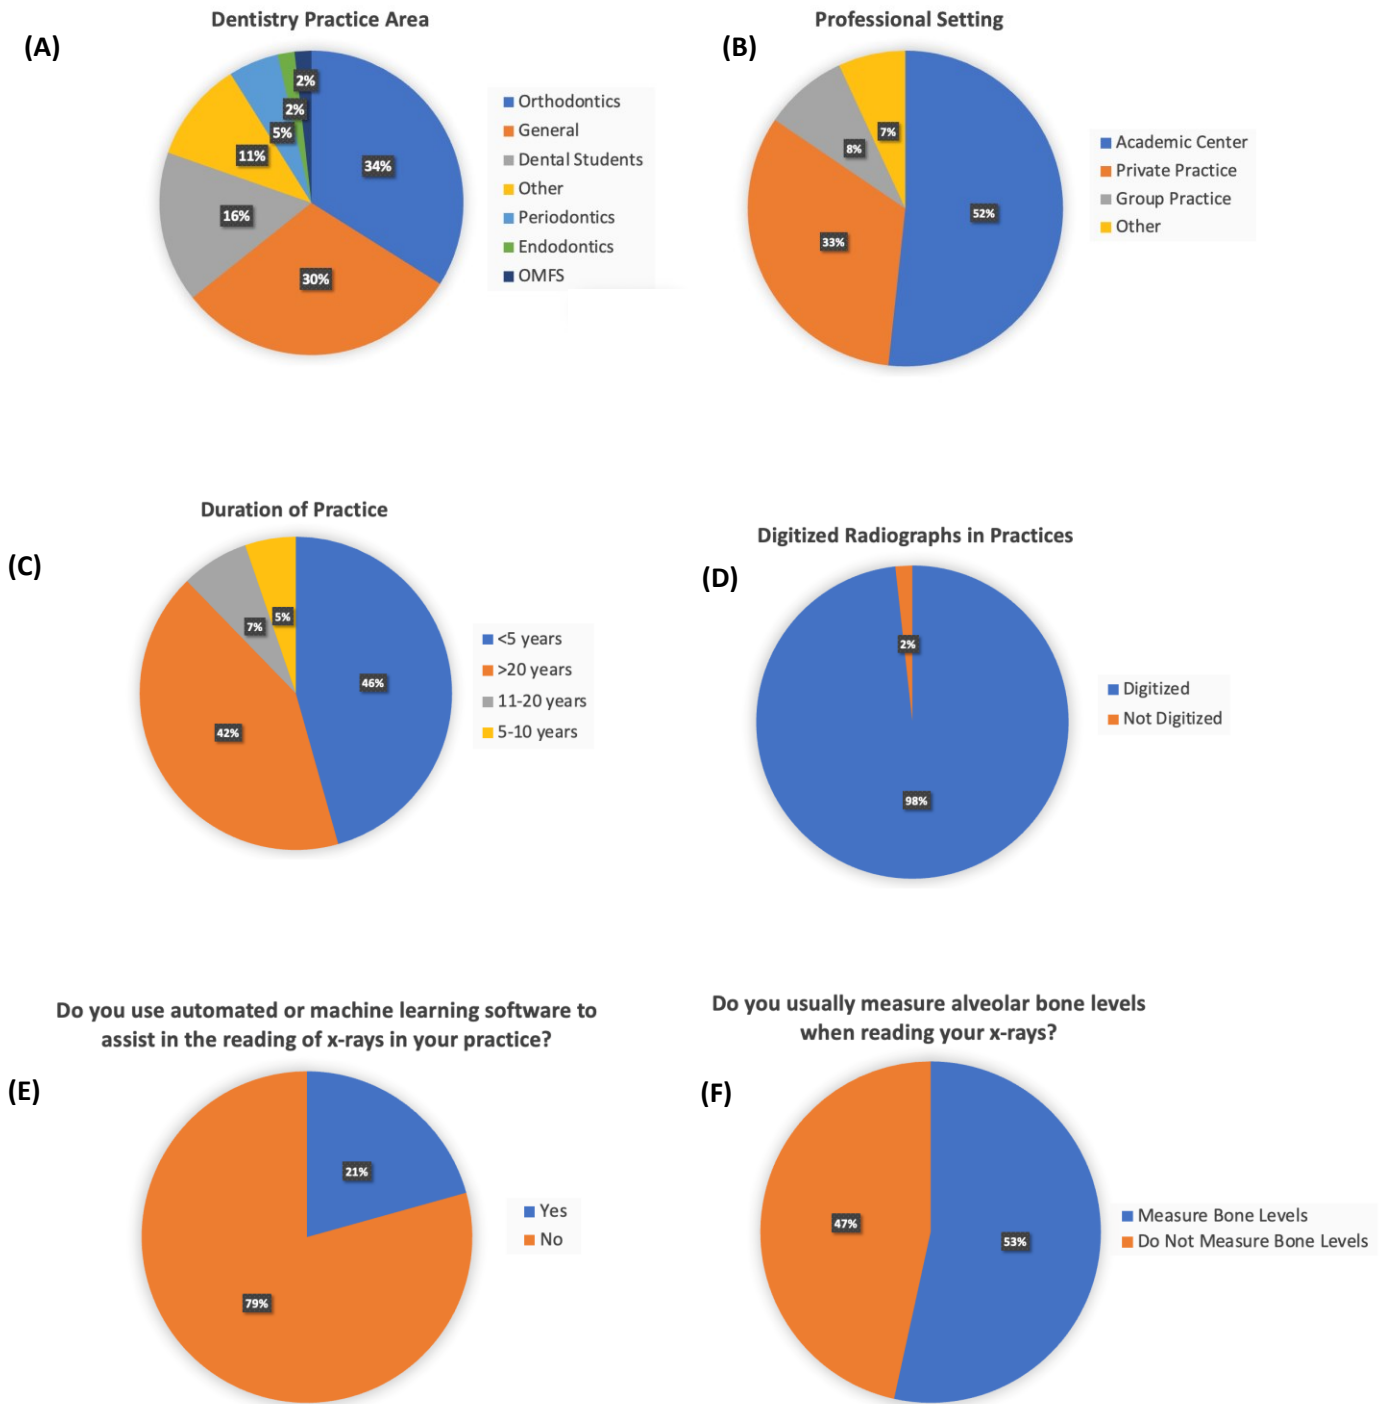 Dentistry Practice Area
(A)
2%
2%
5%
11%
34%
16%
30%
Orthodontics
General
Dental Students
Other
Periodontics
Endodontics
OMFS
Professional Setting
(B)
7%
8%
52%
33%
Academic Center
Private Practice
Group Practice
Other
Duration of Practice
(C)
5%
7%
46%
42%
<5 years
>20 years
11-20 years
5-10 years
Digitized Radiographs in Practices
(D)
2%
98%
Digitized
Not Digitized
Do you use automated or machine learning software to
assist in the reading of x-rays in your practice?
(E)
21%
79%
Yes
No
Do you usually measure alveolar bone levels
when reading your x-rays?
(F)
47%
53%
Measure Bone Levels
Do Not Measure Bone Levels